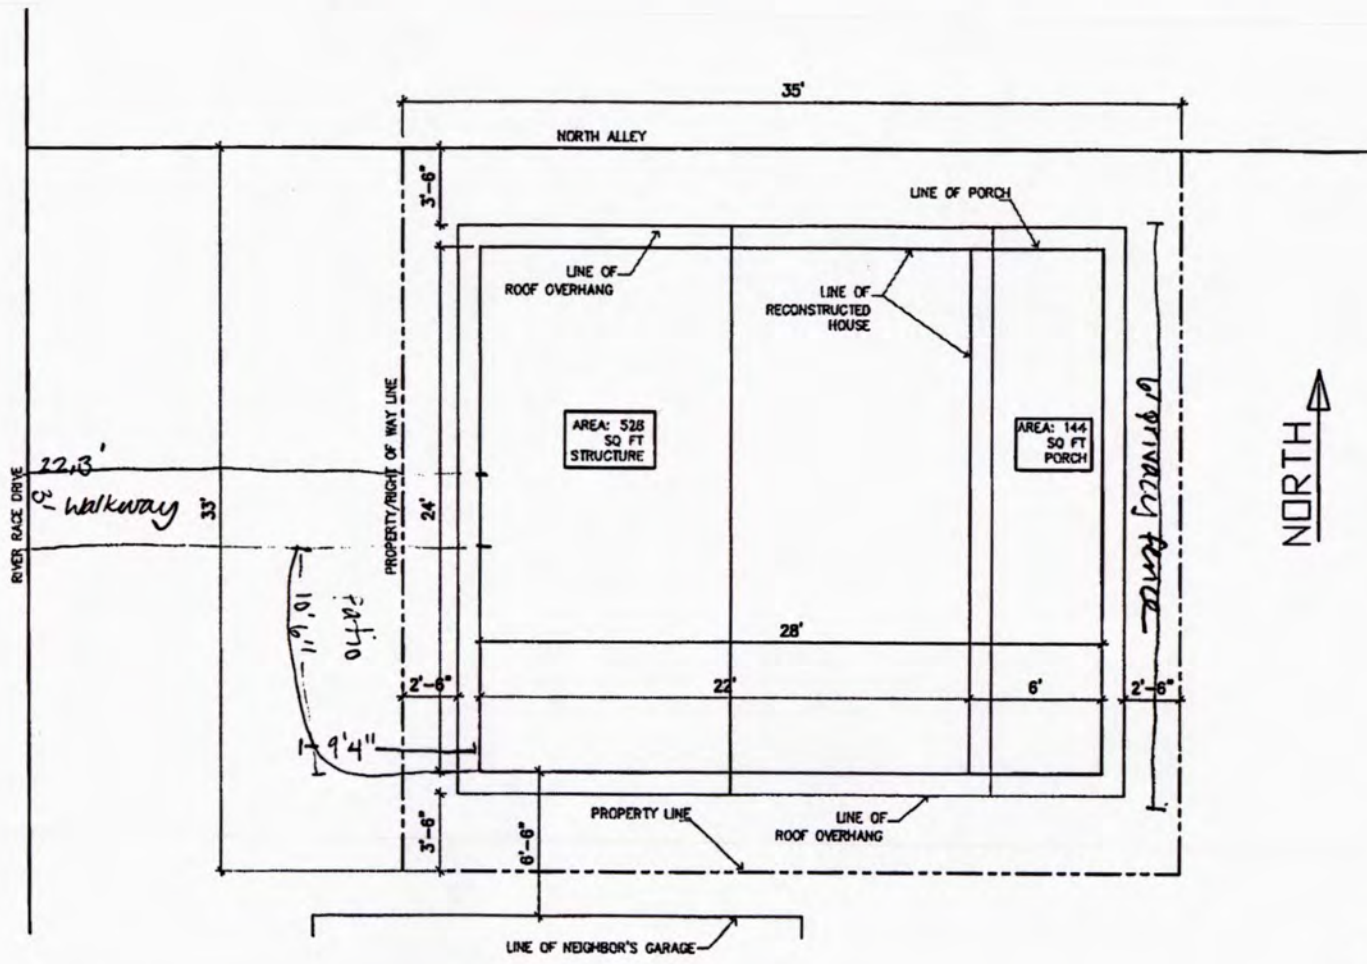 35'
NORTH ALLEY
3'-6"
LINE OF PORCH
LINE OF
ROOF OVERHANG
LINE OF
RECONSTRUCTED
HOUSE
PROPERTY/RIGHT OF WAY LINE
AREA: 528
SQ FT
STRUCTURE
AREA: 144
SQ FT
PORCH
privacy fence
NORTH
RIVER RACE DRIVE
3' walkway
33'
24'
Patio
10'6"
28'
2'-6"
22'
6'
2'-6"
9'4"
3'-6"
6'-6"
PROPERTY LINE
LINE OF
ROOF OVERHANG
LINE OF NEIGHBOR'S GARAGE